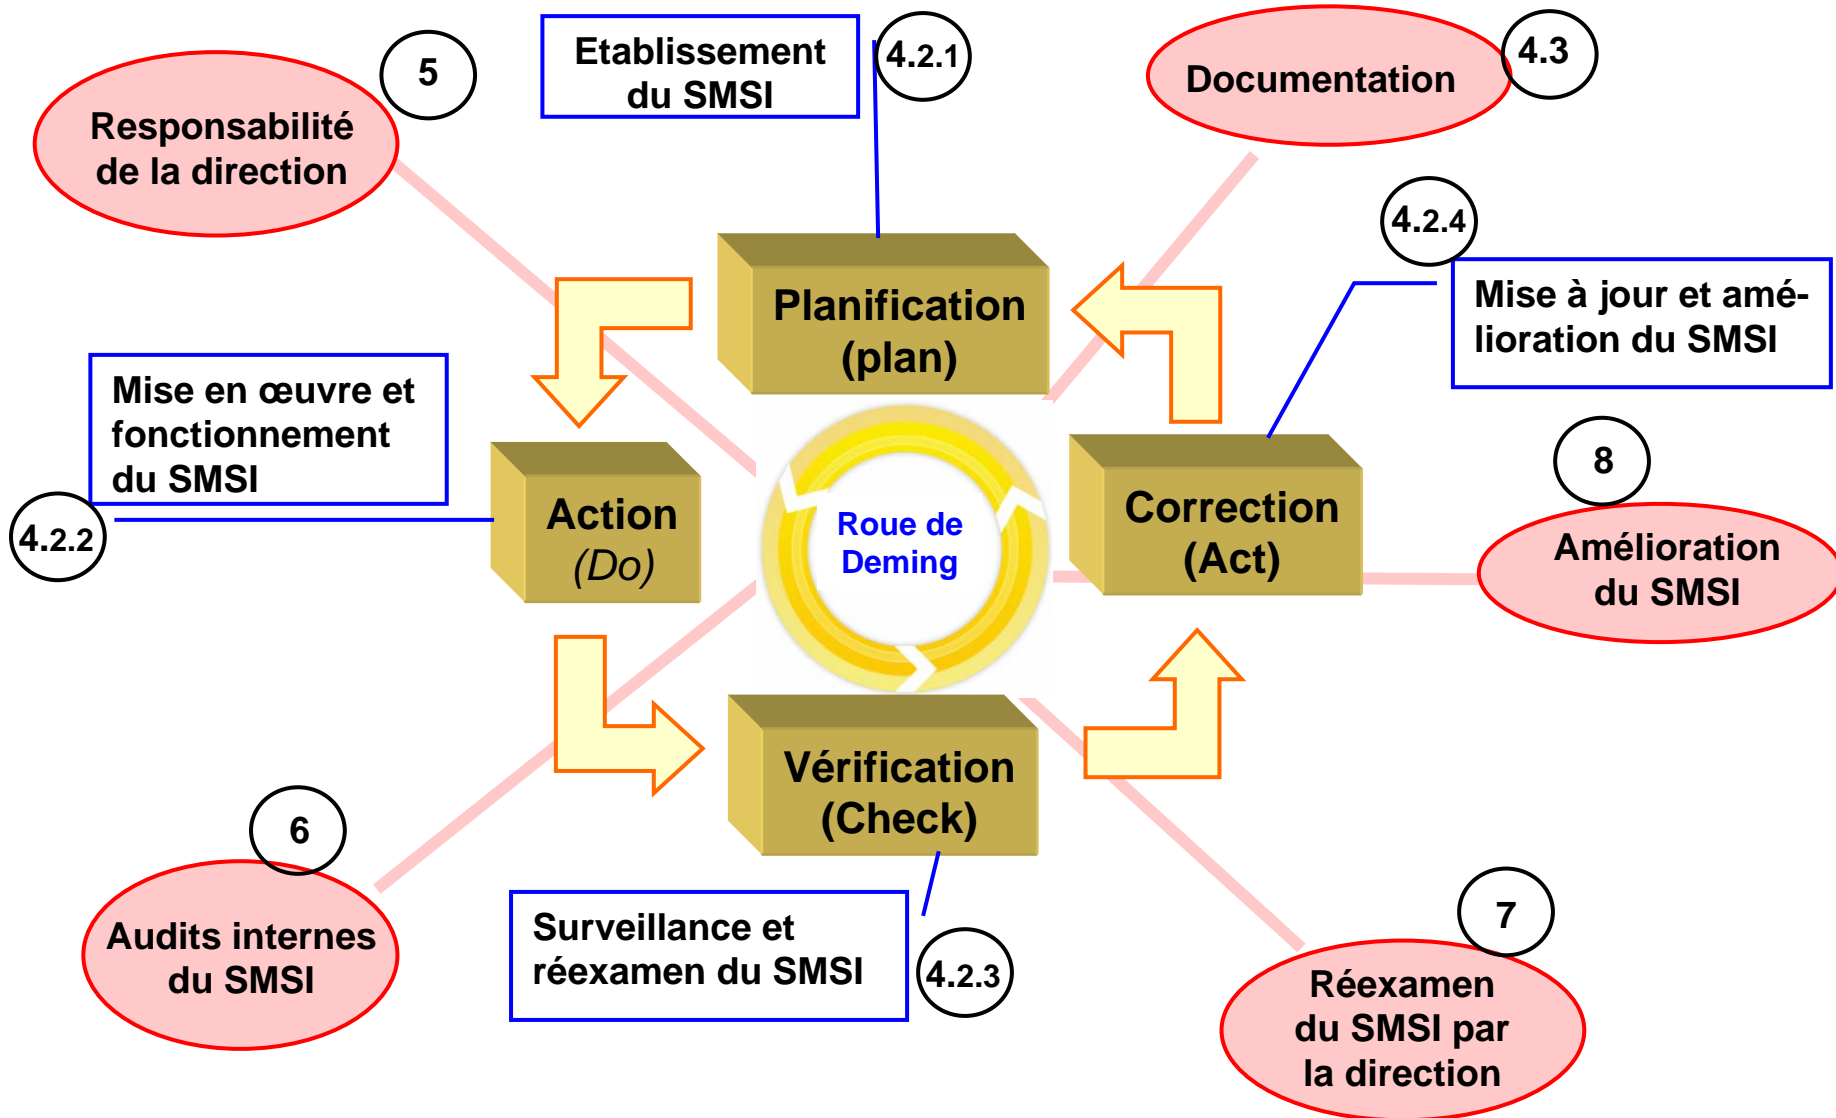 5
Responsabilité
de la direction
Etablissement
du SMSI
4.2.1
Documentation
4.3
4.2.4
Mise à jour et amé-
lioration du SMSI
Planification
(plan)
Mise en œuvre et
fonctionnement
du SMSI
4.2.2
Action
(Do)
Roue de
Deming
Correction
(Act)
8
Amélioration
du SMSI
Vérification
(Check)
6
Audits internes
du SMSI
Surveillance et
réexamen du SMSI
4.2.3
7
Réexamen
du SMSI par
la direction